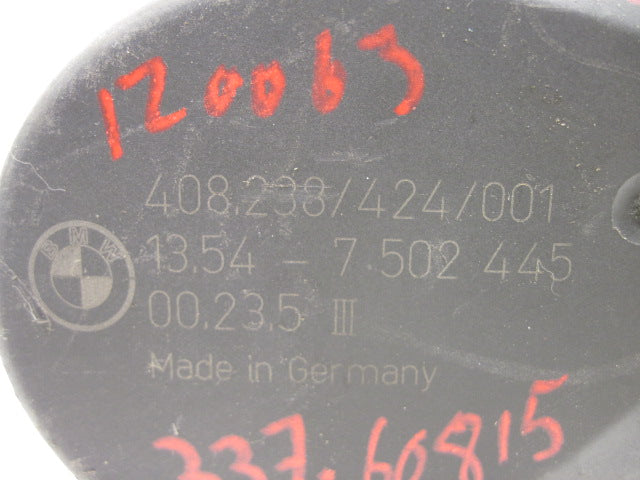 120063
408.238/424/001
BMW
13.54 - 7 502 445
00.23.5 III
Made in Germany
337.60815